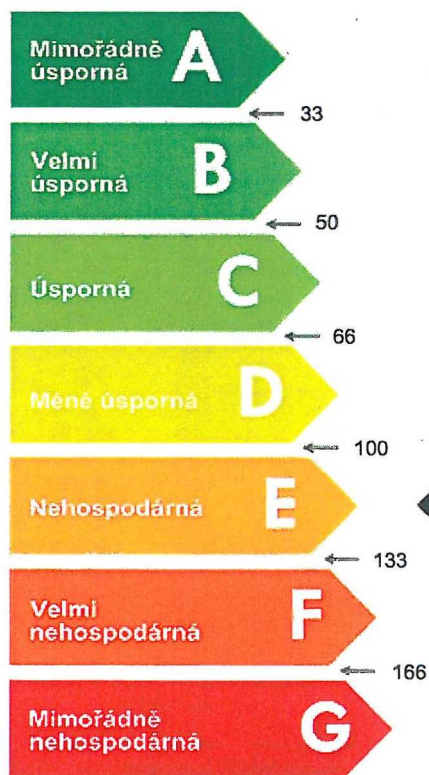 Mimořádně
úsporná
A
33
Velmi
úsporná
B
50
Úsporná
C
66
Méně úsporná
D
100
Nehospodárná
E
133
Velmi
nehospodárná
F
166
Mimořádně
nehospodárná
G